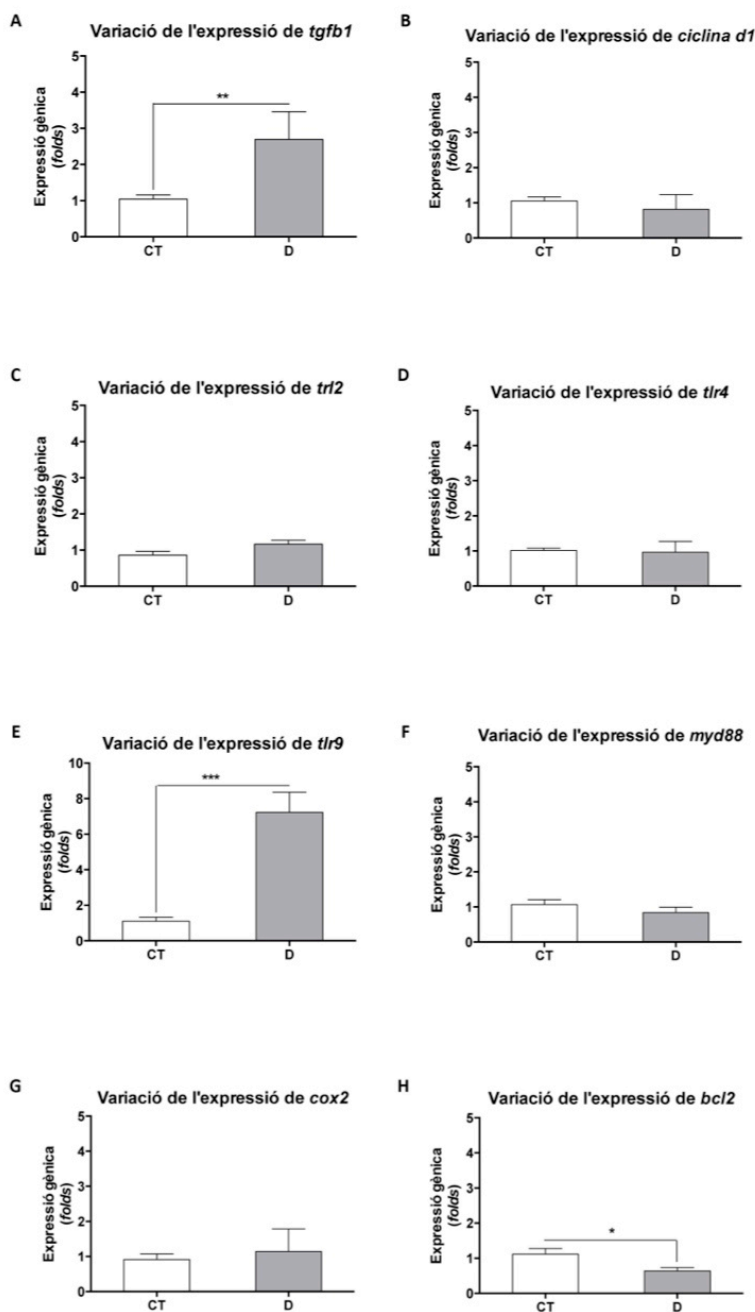 A
Variació de l'expressió de tgfb1
Expressió gènica
(folds)
5
4
3
2
1
0
**
CT
D
B
Variació de l'expressió de ciclina d1
Expressió gènica
(folds)
5
4
3
2
1
0
CT
D
C
Variació de l'expressió de trl2
Expressió gènica
(folds)
5
4
3
2
1
0
CT
D
D
Variació de l'expressió de tlr4
Expressió gènica
(folds)
5
4
3
2
1
0
CT
D
E
Variació de l'expressió de tlr9
Expressió gènica
(folds)
10
8
6
4
2
0
***
CT
D
F
Variació de l'expressió de myd88
Expressió gènica
(folds)
5
4
3
2
1
0
CT
D
G
Variació de l'expressió de cox2
Expressió gènica
(folds)
5
4
3
2
1
0
CT
D
H
Variació de l'expressió de bcl2
Expressió gènica
(folds)
5
4
3
2
1
0
*
CT
D